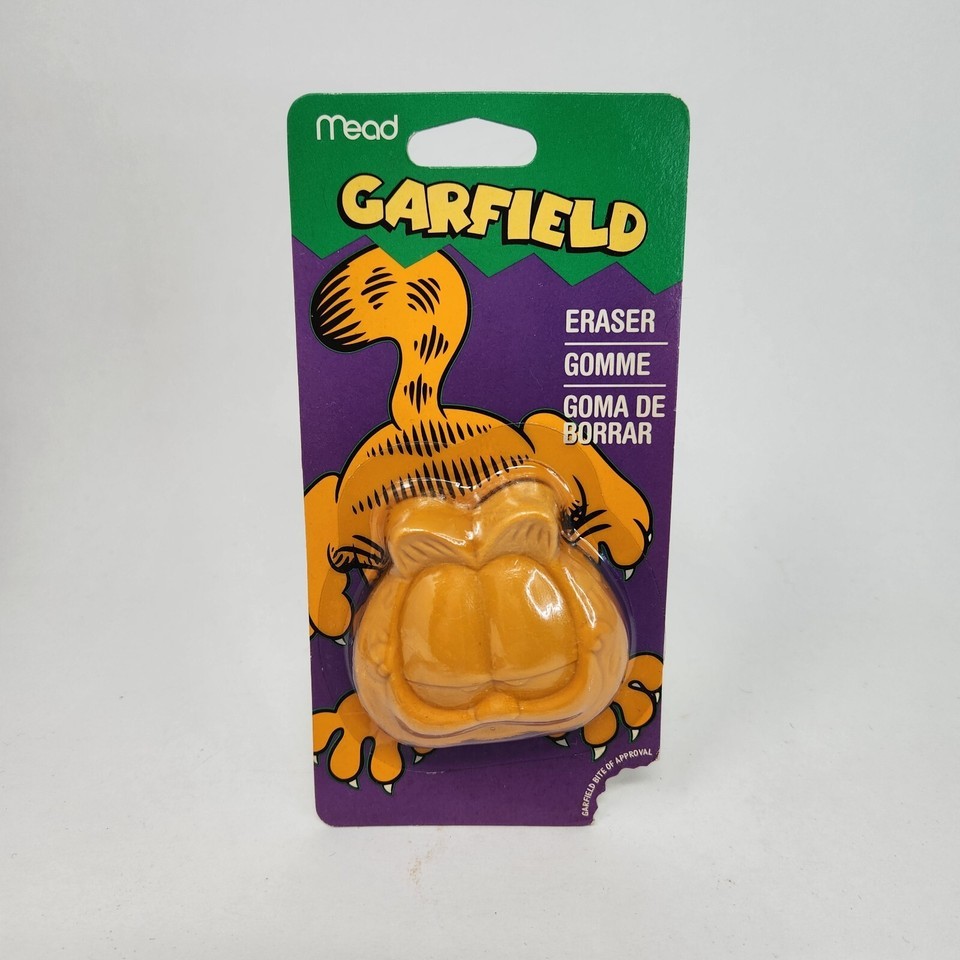 mead
GARFIELD
ERASER
GOMME
GOMA DE
BORRAR
GARFIELD BITE OF APPROVAL